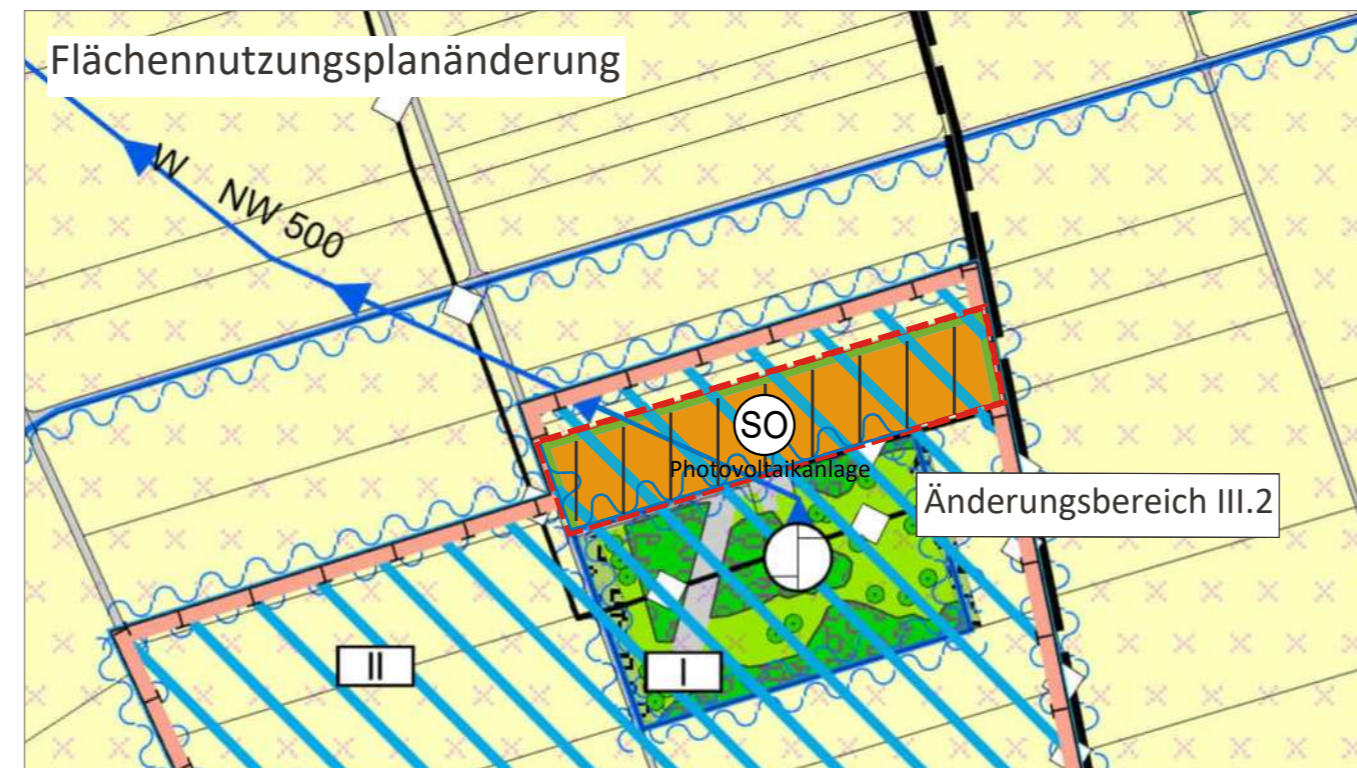 Flächennutzungsplanänderung
W NW 500
SO
Photovoltaikanlage
Änderungsbereich III.2
II
I